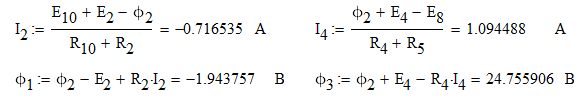 I₂ := (E₁₀ + E₂ − ϕ₂) / (R₁₀ + R₂) = −0.716535 A    I₄ := (ϕ₂ + E₄ − E₈) / (R₄ + R₅) = 1.094488 A
ϕ₁ := ϕ₂ − E₂ + R₂·I₂ = −1.943757 B    ϕ₃ := ϕ₂ + E₄ − R₄·I₄ = 24.755906 B